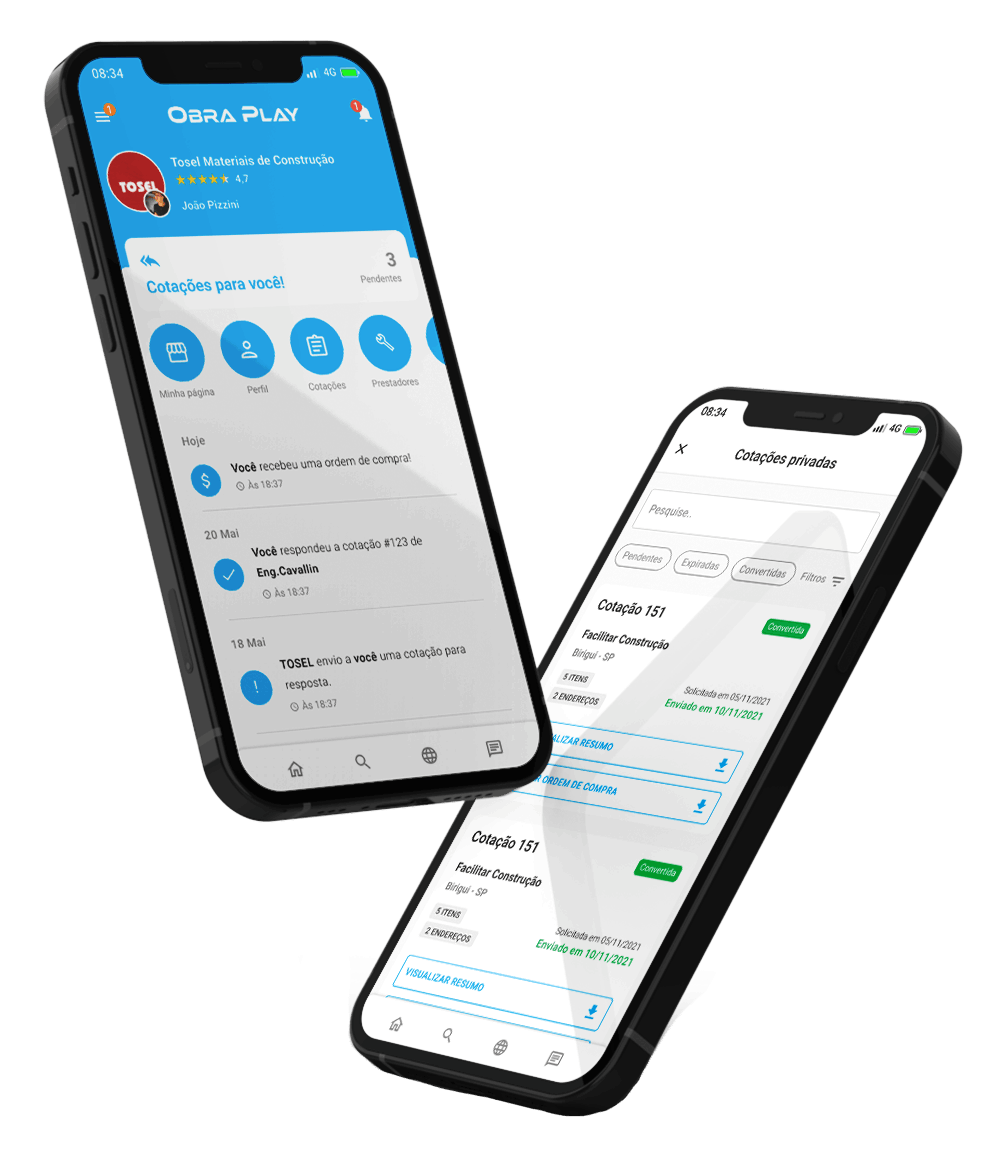 08:34
4G
1
OBRA PLAY
1
Tosel Materiais de Construção
TOSEL
4,7
João Pizzini
3
Cotações para você!
Pendentes
Minha página
Perfil
Cotações
Prestadores
Hoje
Você recebeu uma ordem de compra!
Às 18:37
20 Mai
Você respondeu a cotação #123 de
Eng.Cavallin
Às 18:37
18 Mai
TOSEL envio a você uma cotação para
resposta.
Às 18:37
08:34
4G
Cotações privadas
Pesquise..
Pendentes
Expiradas
Convertidas
Filtros
Cotação 151
Convertida
Facilitar Construção
Birigui - SP
5 ITENS
2 ENDEREÇOS
Solicitada em 05/11/2021
Enviado em 10/11/2021
RESUMO
ORDEM DE COMPRA
Cotação 151
Convertida
Facilitar Construção
Birigui - SP
5 ITENS
2 ENDEREÇOS
Solicitada em 05/11/2021
Enviado em 10/11/2021
VISUALIZAR RESUMO